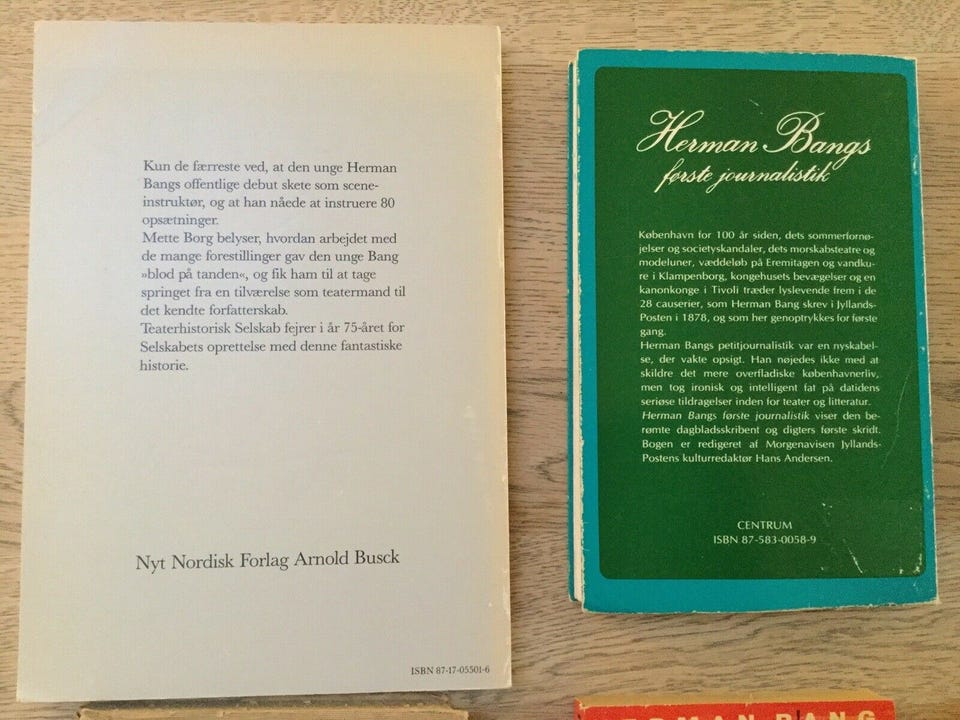 Kun de færreste ved, at den unge Herman
Bangs offentlige debut skete som scene-
instruktør, og at han nåede at instruere 80
opsætninger.
Mette Borg belyser, hvordan arbejdet med
de mange forestillinger gav den unge Bang
»blod på tanden«, og fik ham til at tage
springet fra en tilværelse som teatermand til
det kendte forfatterskab.
Teaterhistorisk Selskab fejrer i år 75-året for
Selskabets oprettelse med denne fantastiske
historie.
Nyt Nordisk Forlag Arnold Busck
ISBN 87-17-05501-6
Herman Bangs
første journalistik
København for 100 år siden, dets sommerfornø-
jelser og societyskandaler, dets morskabsteatre og
modeluner, væddeløb på Eremitagen og vandku-
re i Klampenborg, kongehusets bevægelser og en
kanonkonge i Tivoli træder lyslevende frem i de
28 causerier, som Herman Bang skrev i Jyllands-
Posten i 1878, og som her genoptrykkes for første
gang.
Herman Bangs petitjournalistik var en nyskabel-
se, der vakte opsigt. Han nøjedes ikke med at
skildre det mere overfladiske københavnerliv,
men tog ironisk og intelligent fat på datidens
seriøse tildragelser inden for teater og litteratur.
Herman Bangs første journalistik viser den be-
rømte dagbladsskribent og digters første skridt.
Bogen er redigeret af Morgenavisen Jyllands-
Postens kulturredaktør Hans Andersen.
CENTRUM
ISBN 87-583-0058-9
BANG